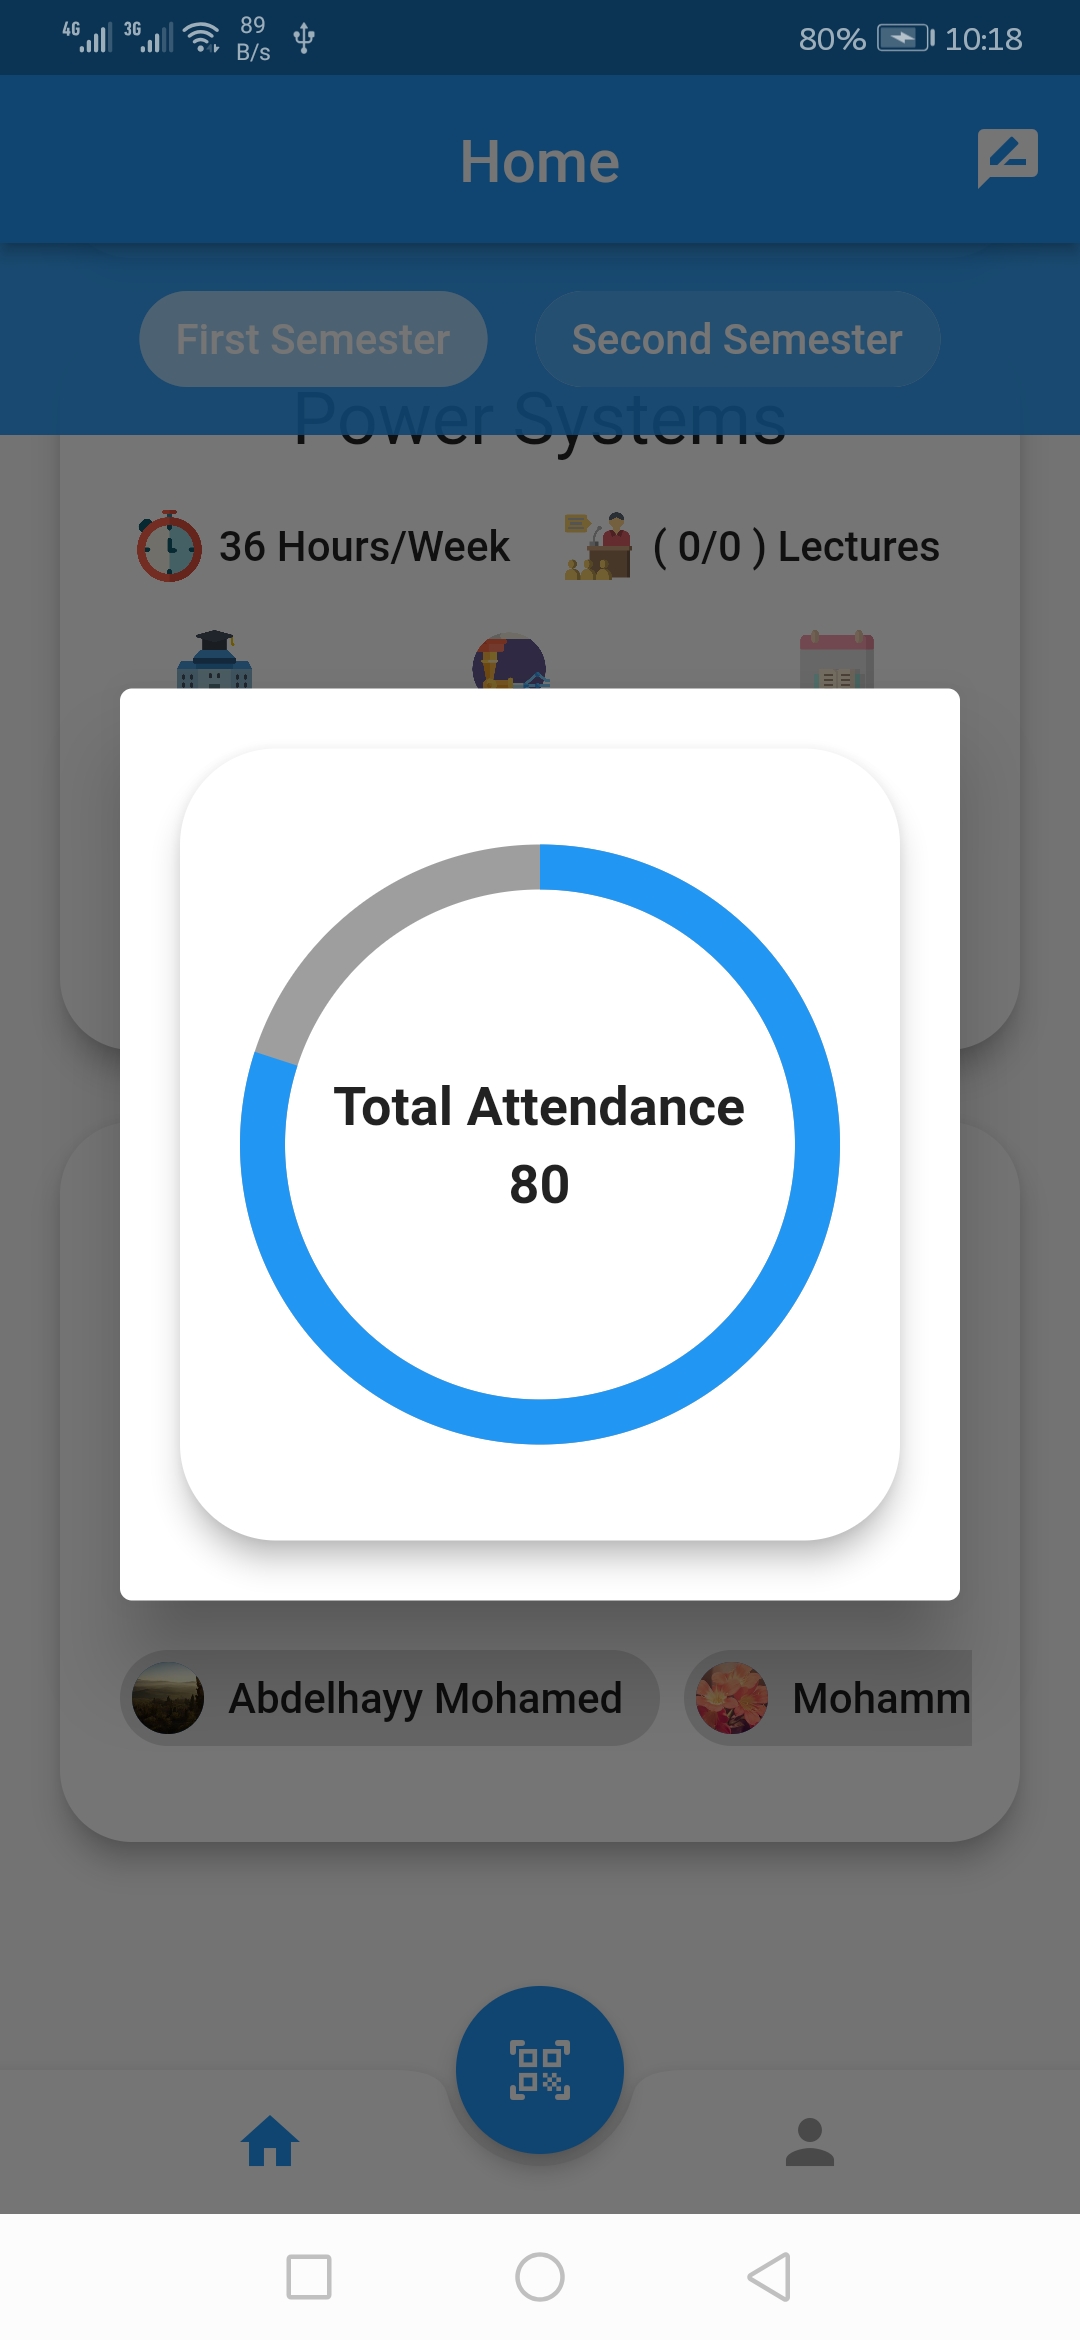 4G 3G 89 B/s 80% 10:18
Home
First Semester Second Semester
Power Systems
36 Hours/Week ( 0/0 ) Lectures
Total Attendance
80
Abdelhayy Mohamed Mohamm